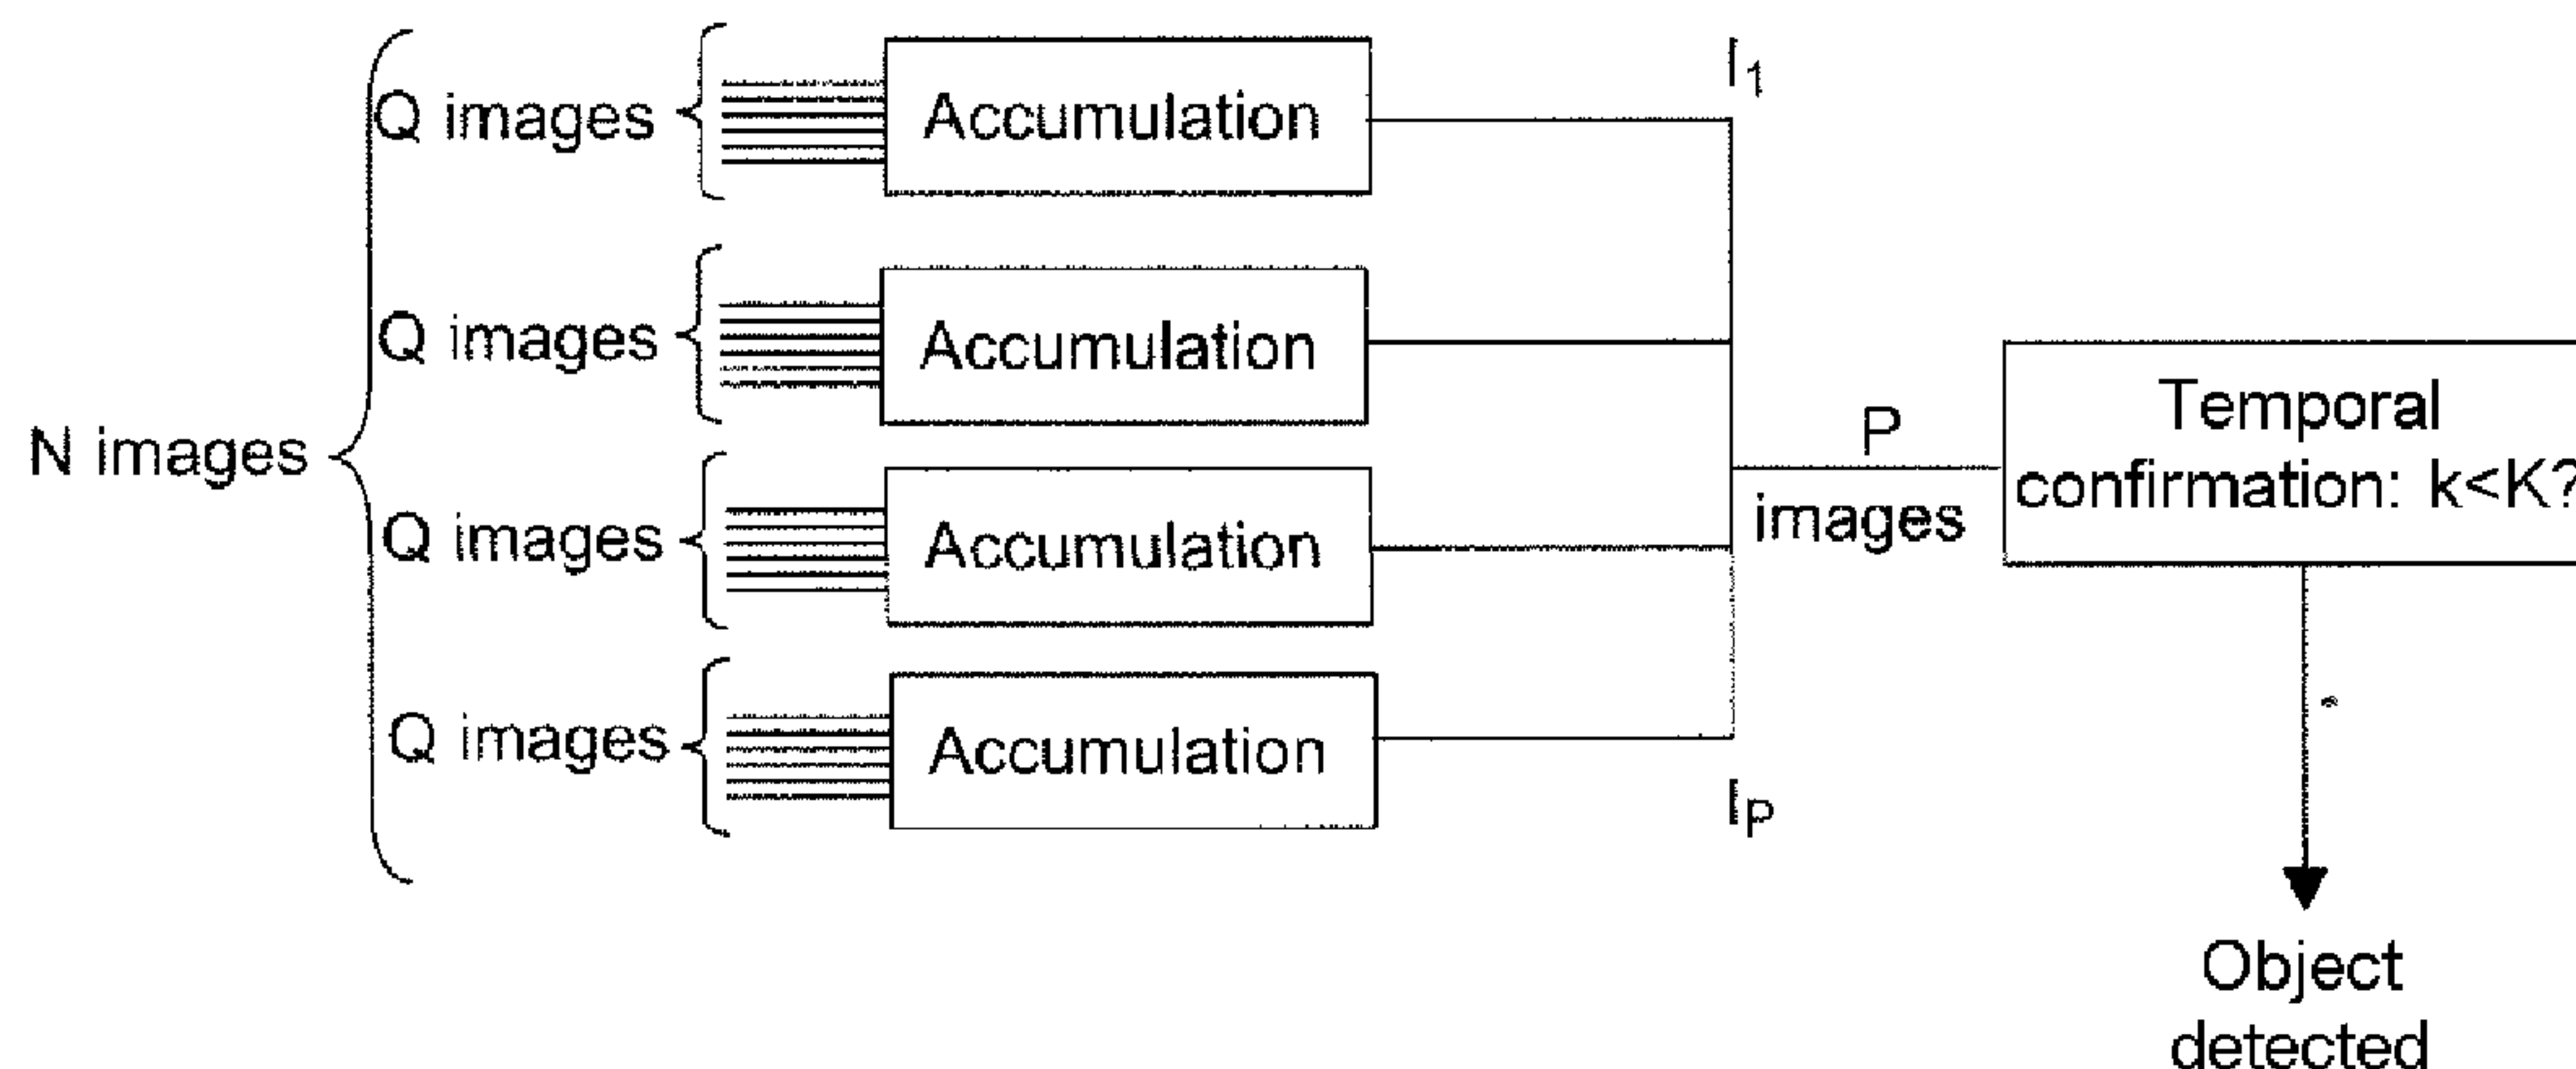 Q images
Accumulation
I1
Q images
Accumulation
N images
Q images
Accumulation
P
images
Temporal
confirmation: k<K?
Q images
Accumulation
IP
Object
detected